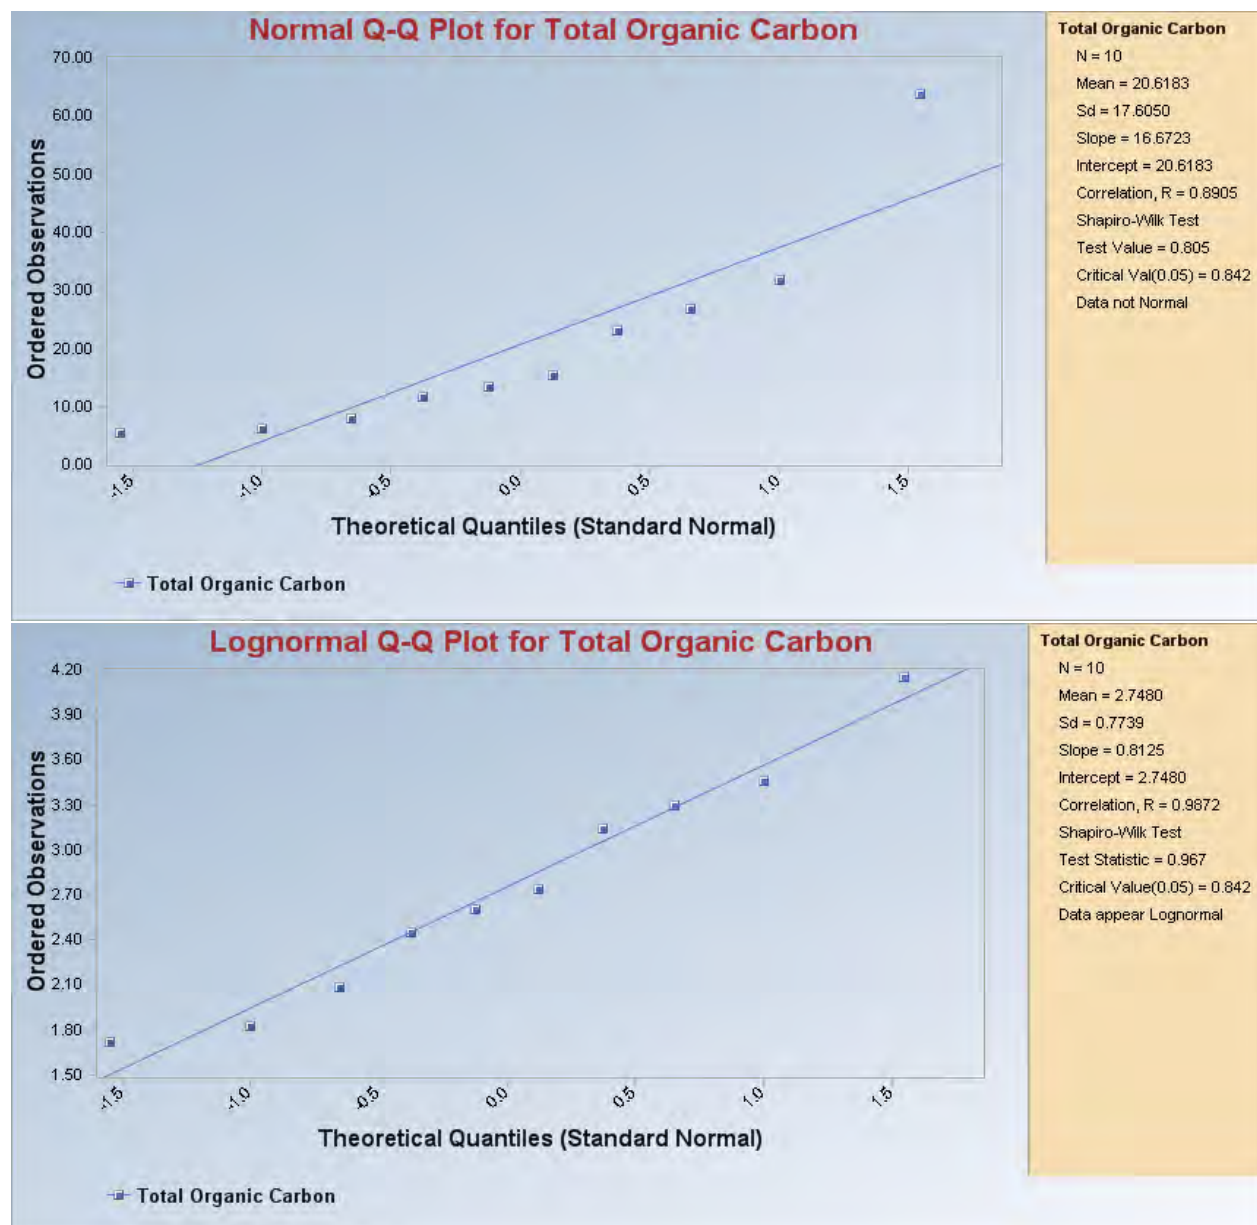 Normal Q-Q Plot for Total Organic Carbon
70.00
60.00
50.00
40.00
30.00
20.00
10.00
0.00
Ordered Observations
-1.5
-1.0
-0.5
0.0
0.5
1.0
1.5
Theoretical Quantiles (Standard Normal)
Total Organic Carbon
Total Organic Carbon
N = 10
Mean = 20.6183
Sd = 17.6050
Slope = 16.6723
Intercept = 20.6183
Correlation, R = 0.8905
Shapiro-Wilk Test
Test Value = 0.805
Critical Val(0.05) = 0.842
Data not Normal
Lognormal Q-Q Plot for Total Organic Carbon
4.20
3.90
3.60
3.30
3.00
2.70
2.40
2.10
1.80
1.50
Ordered Observations
-1.5
-1.0
-0.5
0.0
0.5
1.0
1.5
Theoretical Quantiles (Standard Normal)
Total Organic Carbon
Total Organic Carbon
N = 10
Mean = 2.7480
Sd = 0.7739
Slope = 0.8125
Intercept = 2.7480
Correlation, R = 0.9872
Shapiro-Wilk Test
Test Statistic = 0.967
Critical Value(0.05) = 0.842
Data appear Lognormal